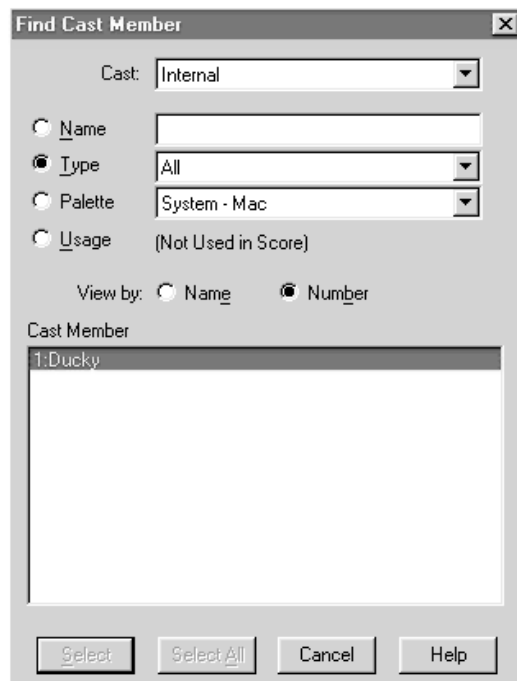 Find Cast Member
Cast: Internal
Name
Type All
Palette System - Mac
Usage (Not Used in Score)
View by: Name Number
Cast Member
1:Ducky
Select Select All Cancel Help